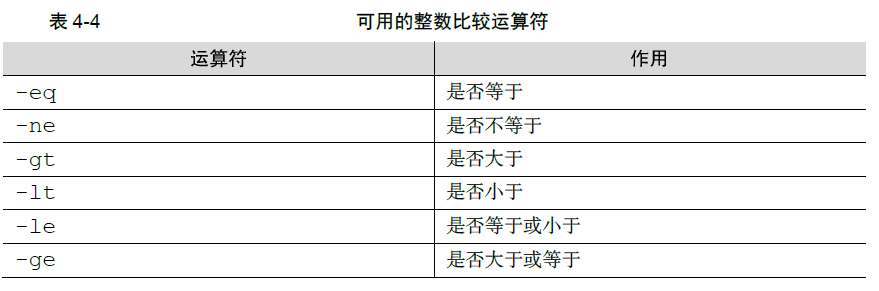 表 4-4 可用的整数比较运算符
运算符 作用
-eq 是否等于
-ne 是否不等于
-gt 是否大于
-lt 是否小于
-le 是否等于或小于
-ge 是否大于或等于